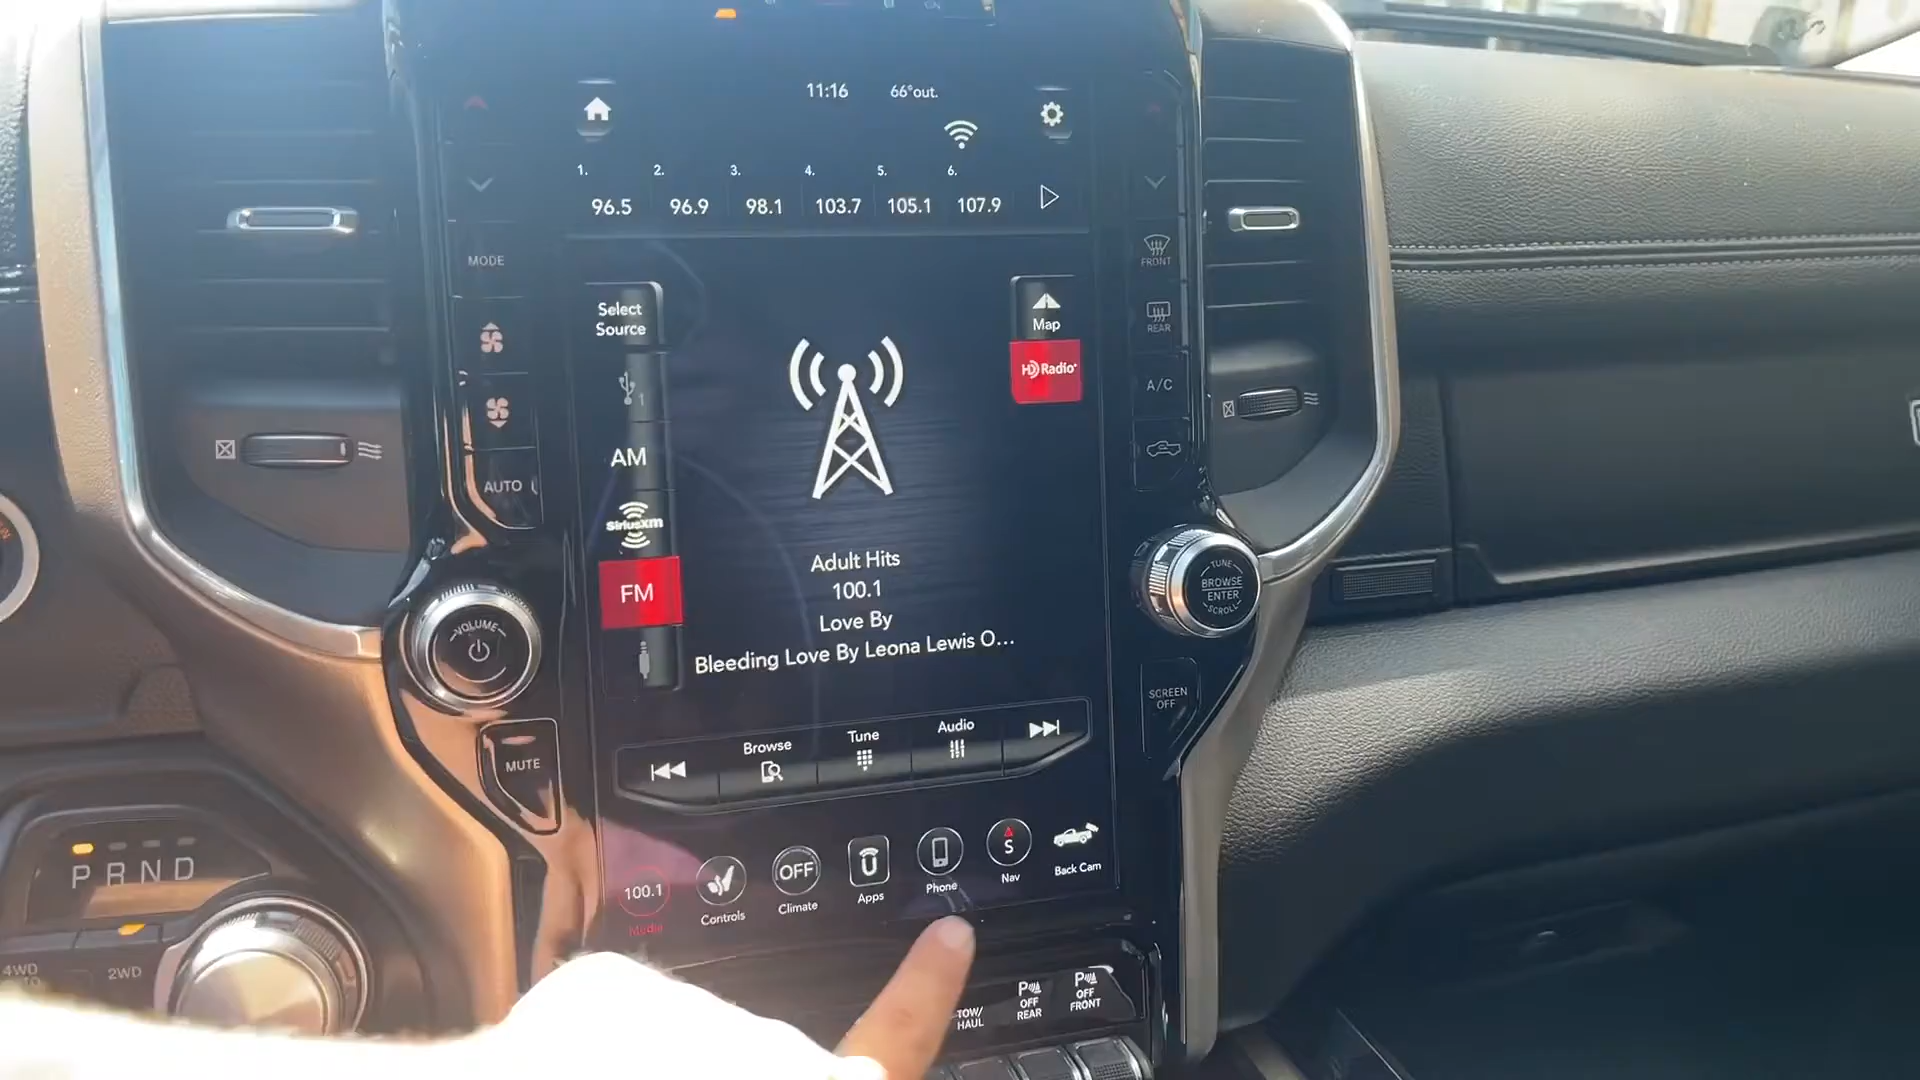 11:16
66°out.
1.
2.
3.
4.
5.
6.
96.5
96.9
98.1
103.7
105.1
107.9
MODE
FRONT
Select
Source
Map
REAR
1
HD Radio
A/C
AM
AUTO
SiriusXM
FM
Adult Hits
100.1
Love By
Bleeding Love By Leona Lewis O...
TUNE
BROWSE
ENTER
SCROLL
VOLUME
SCREEN
OFF
MUTE
Browse
Tune
Audio
P R N D
100.1
Media
Controls
OFF
Climate
Apps
Phone
S
Nav
Back Cam
4WD
2WD
TOW/
HAUL
P
OFF
REAR
P
OFF
FRONT